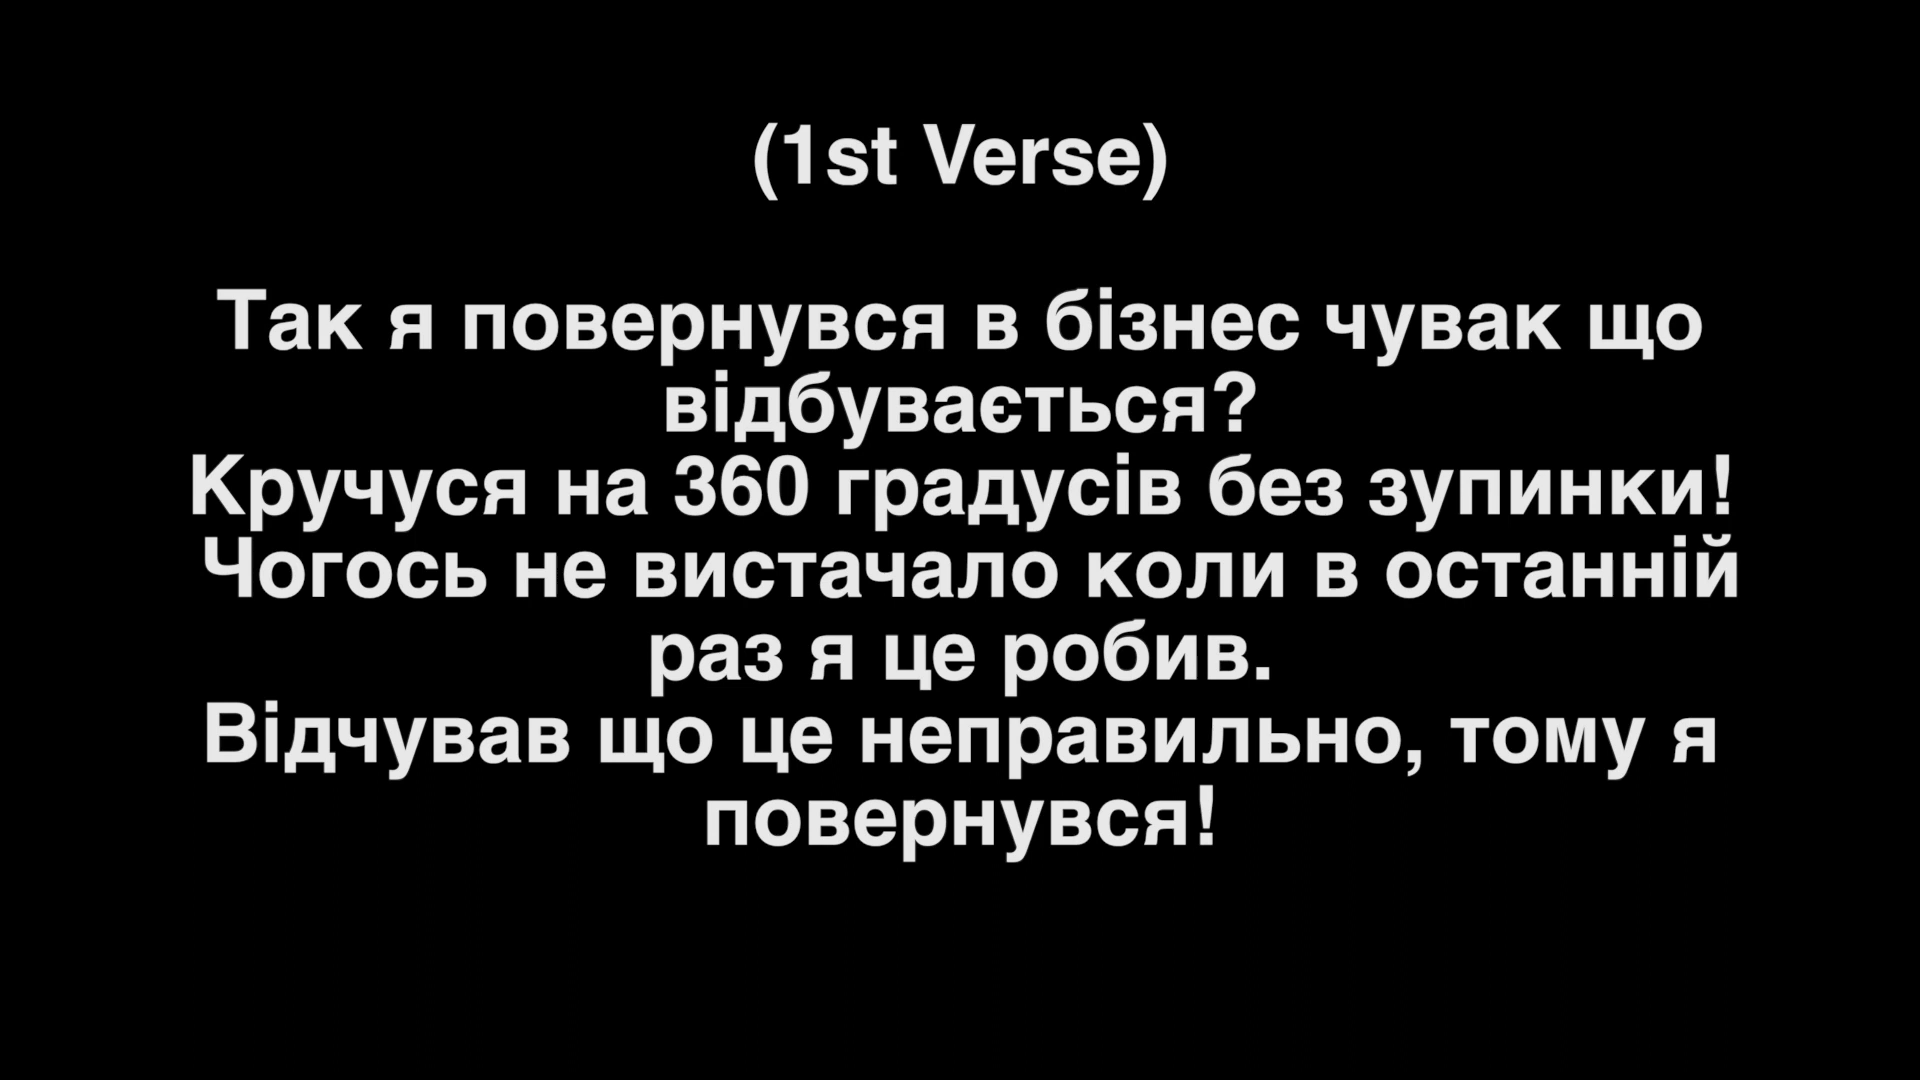 (1st Verse)
Так я повернувся в бізнес чувак що
відбувається?
Кручуся на 360 градусів без зупинки!
Чогось не вистачало коли в останній
раз я це робив.
Відчував що це неправильно, тому я
повернувся!